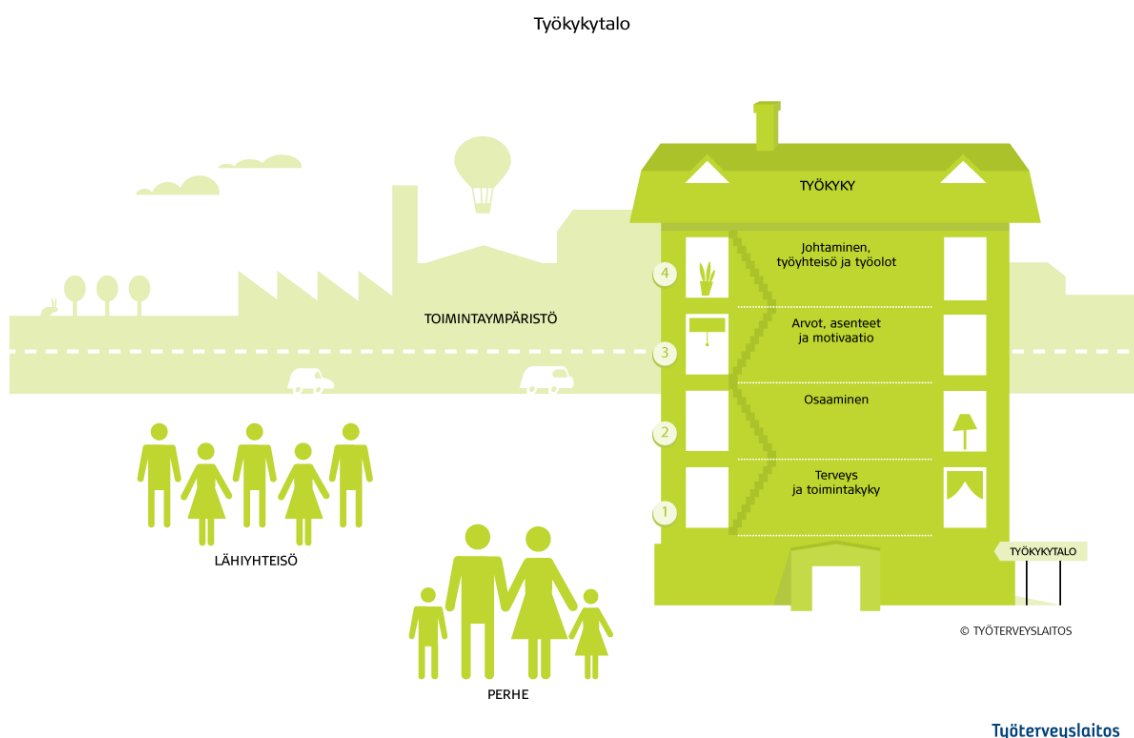 Työkykytalo
TYÖKYKY
4
Johtaminen,
työyhteisö ja työolot
TOIMINTAYMPÄRISTÖ
3
Arvot, asenteet
ja motivaatio
2
Osaaminen
1
Terveys
ja toimintakyky
LÄHIYHTEISÖ
TYÖKYKYTALO
PERHE
© TYÖTERVEYSLAITOS
Työterveyslaitos